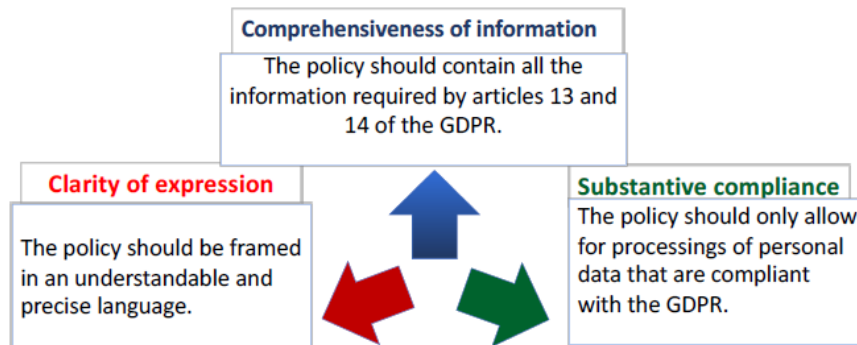 Comprehensiveness of information
The policy should contain all the
information required by articles 13 and
14 of the GDPR.
Clarity of expression
The policy should be framed
in an understandable and
precise language.
Substantive compliance
The policy should only allow
for processings of personal
data that are compliant
with the GDPR.